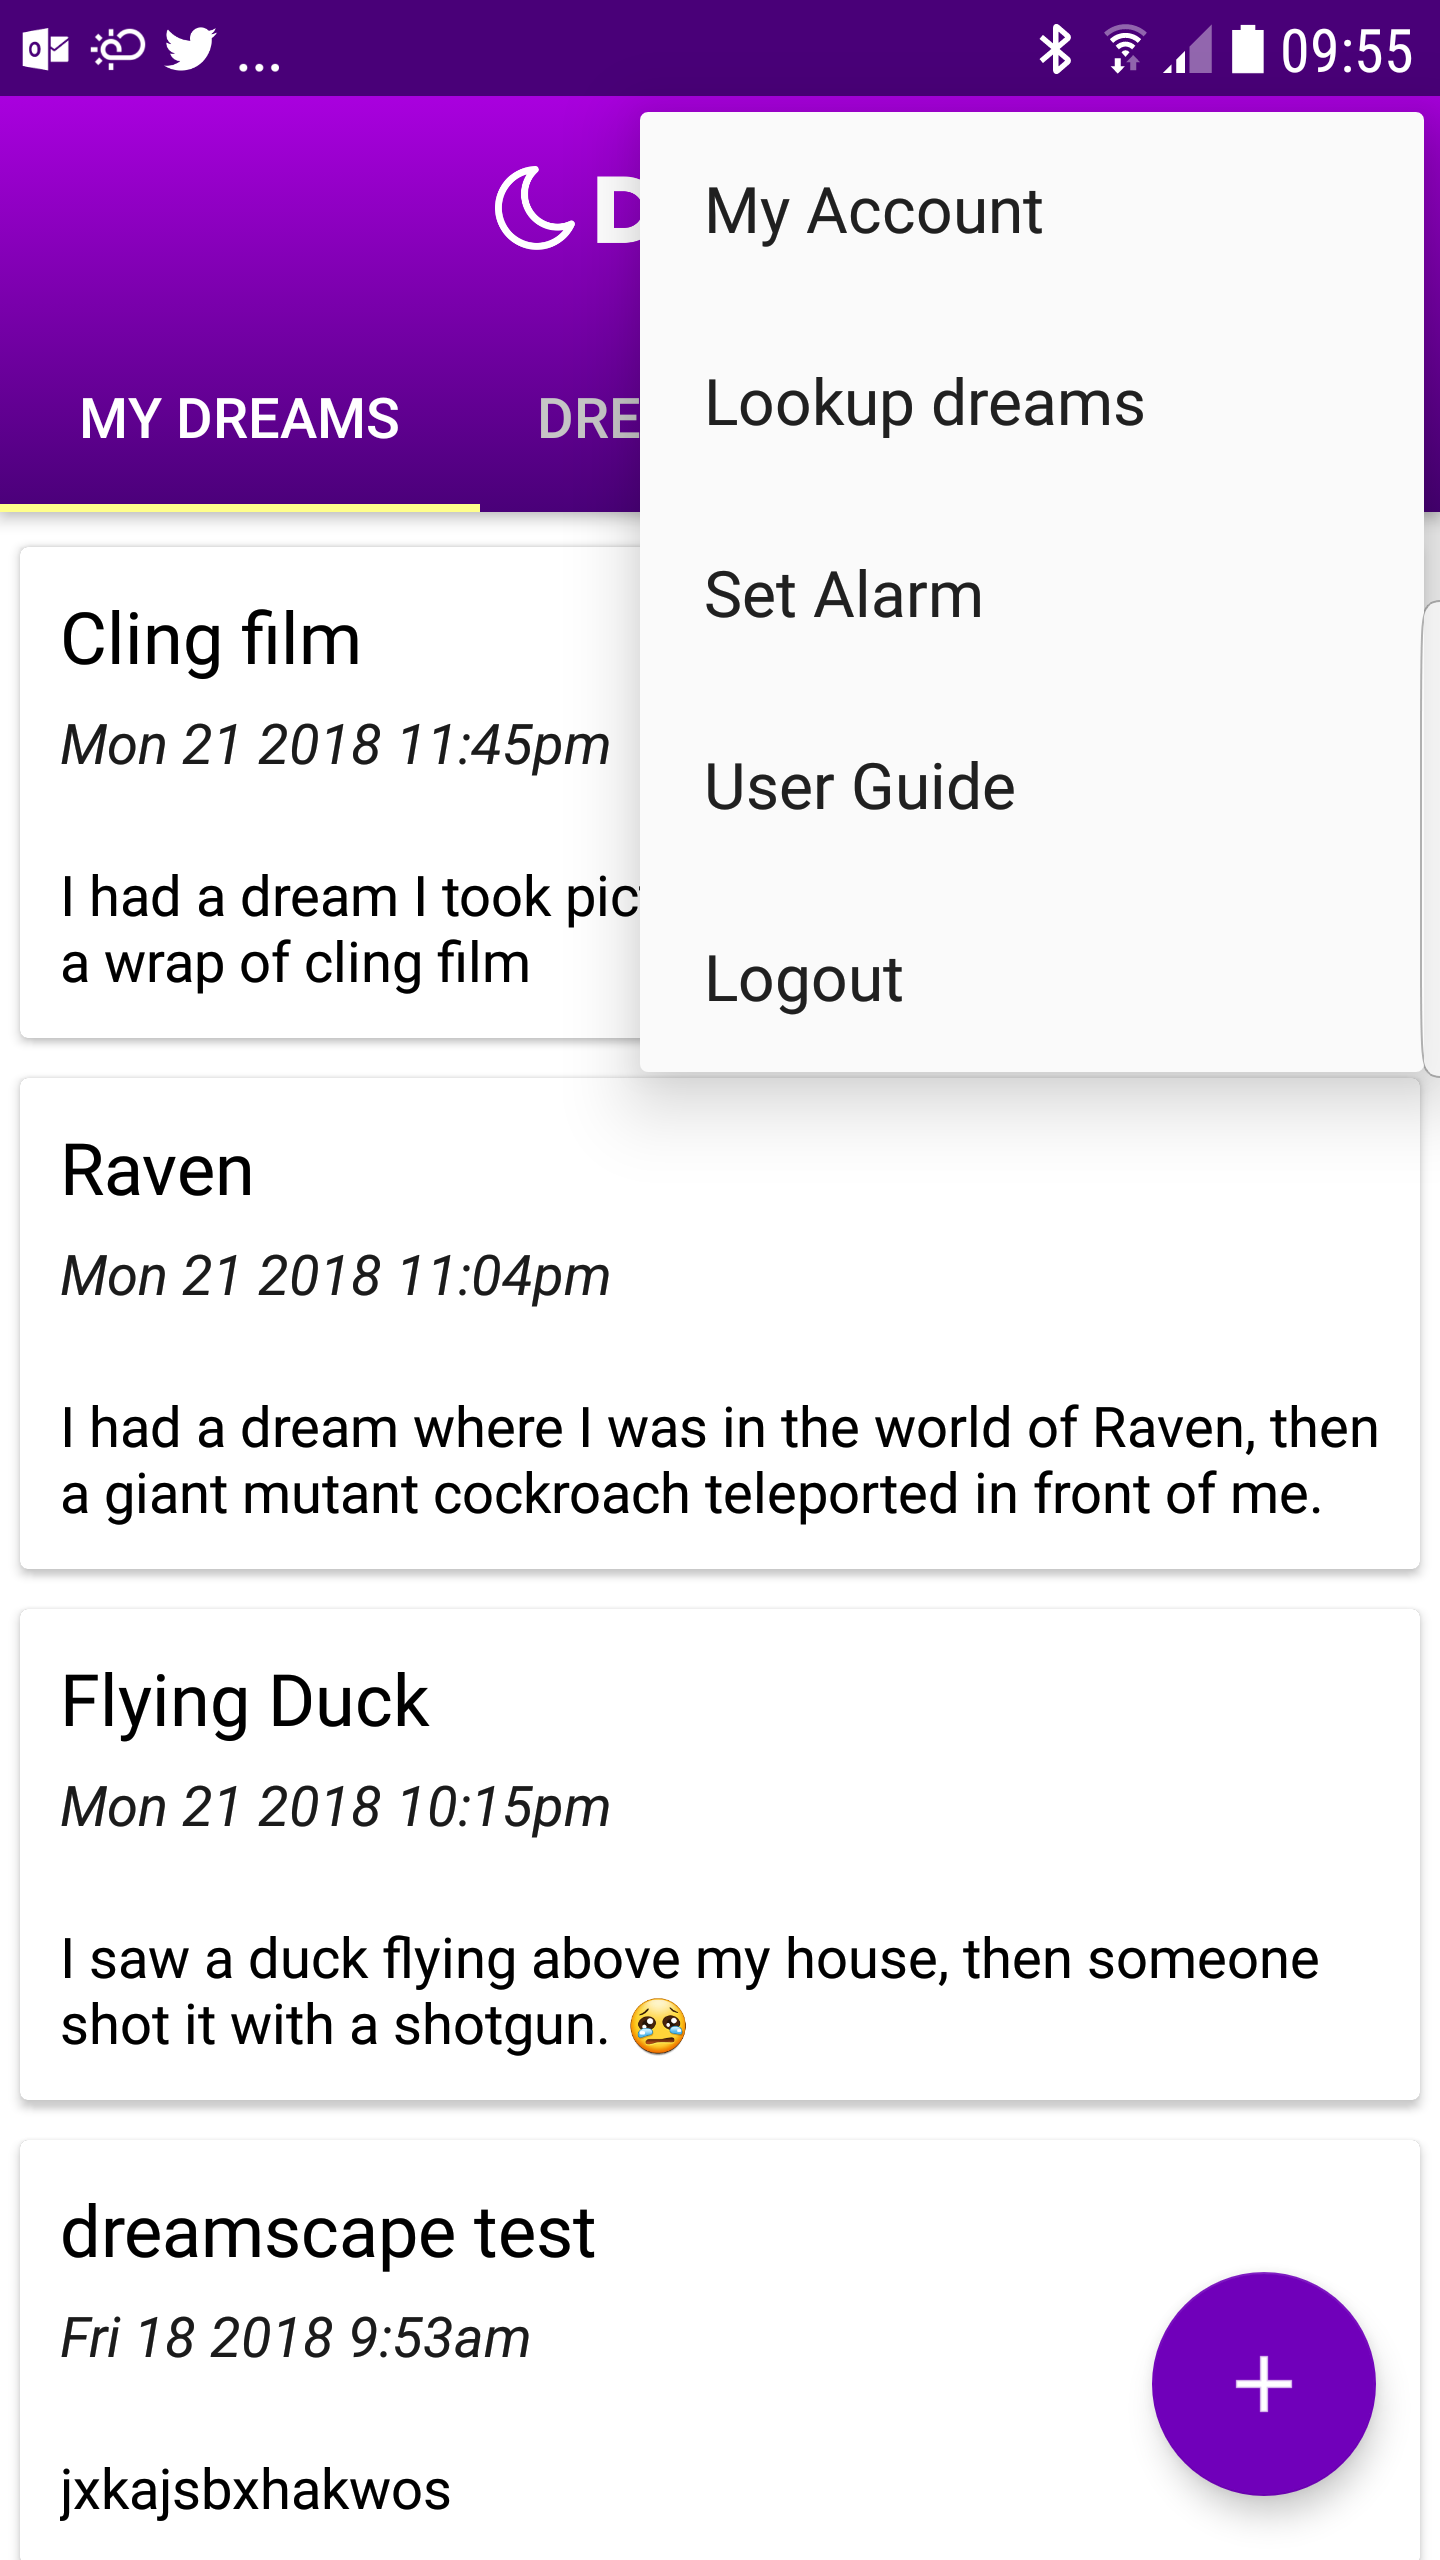 09:55
My Account
Lookup dreams
Set Alarm
User Guide
Logout
MY DREAMS
Cling film
Mon 21 2018 11:45pm
I had a dream I took
a wrap of cling film
Raven
Mon 21 2018 11:04pm
I had a dream where I was in the world of Raven, then
a giant mutant cockroach teleported in front of me.
Flying Duck
Mon 21 2018 10:15pm
I saw a duck flying above my house, then someone
shot it with a shotgun. 😢
dreamscape test
Fri 18 2018 9:53am
jxkajsbxhakwos